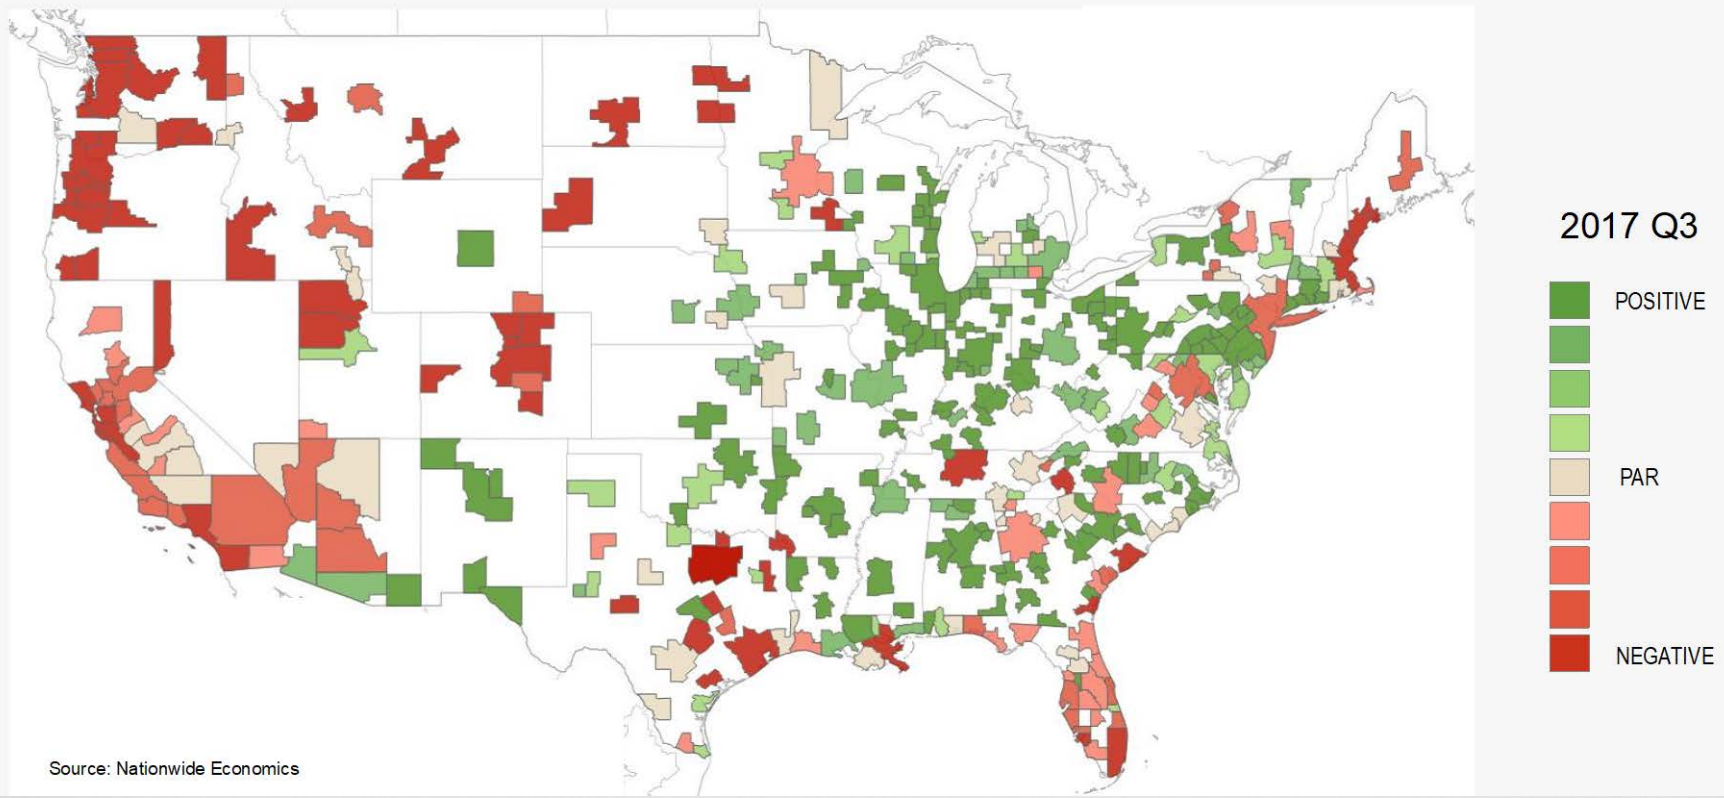 2017 Q3
POSITIVE
PAR
NEGATIVE
Source: Nationwide Economics